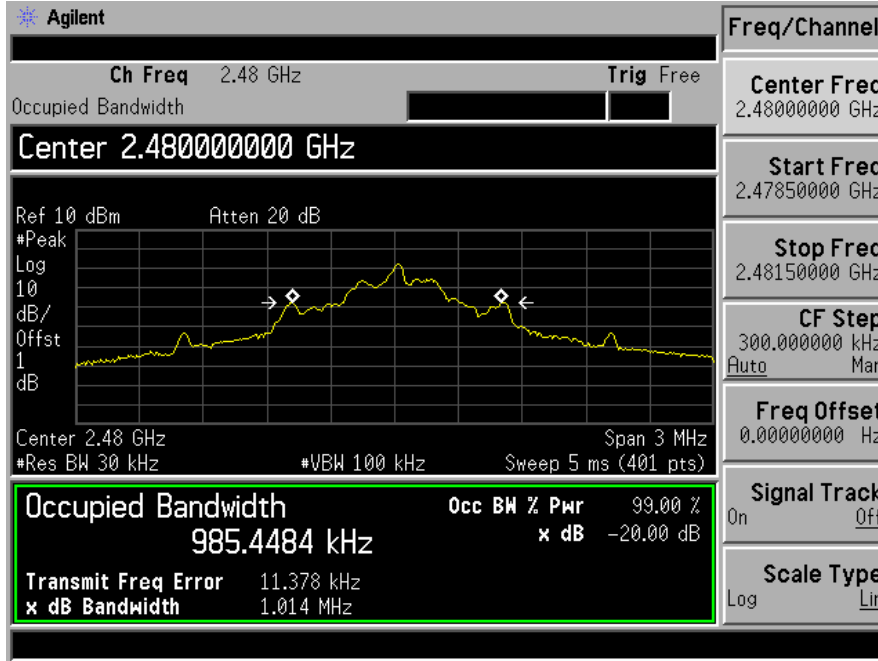 Agilent
Freq/Channel
Ch Freq 2.48 GHz Trig Free
Occupied Bandwidth
Center 2.480000000 GHz
Ref 10 dBm Atten 20 dB
#Peak
Log
10
dB/
Offst
1
dB
Center 2.48 GHz Span 3 MHz
#Res BW 30 kHz #VBW 100 kHz Sweep 5 ms (401 pts)
Occupied Bandwidth
985.4484 kHz
Occ BW % Pwr 99.00 %
x dB -20.00 dB
Transmit Freq Error 11.378 kHz
x dB Bandwidth 1.014 MHz
Center Freq
2.48000000 GHz
Start Freq
2.47850000 GHz
Stop Freq
2.48150000 GHz
CF Step
300.000000 kHz
Auto Man
Freq Offset
0.00000000 Hz
Signal Track
On Off
Scale Type
Log Lin